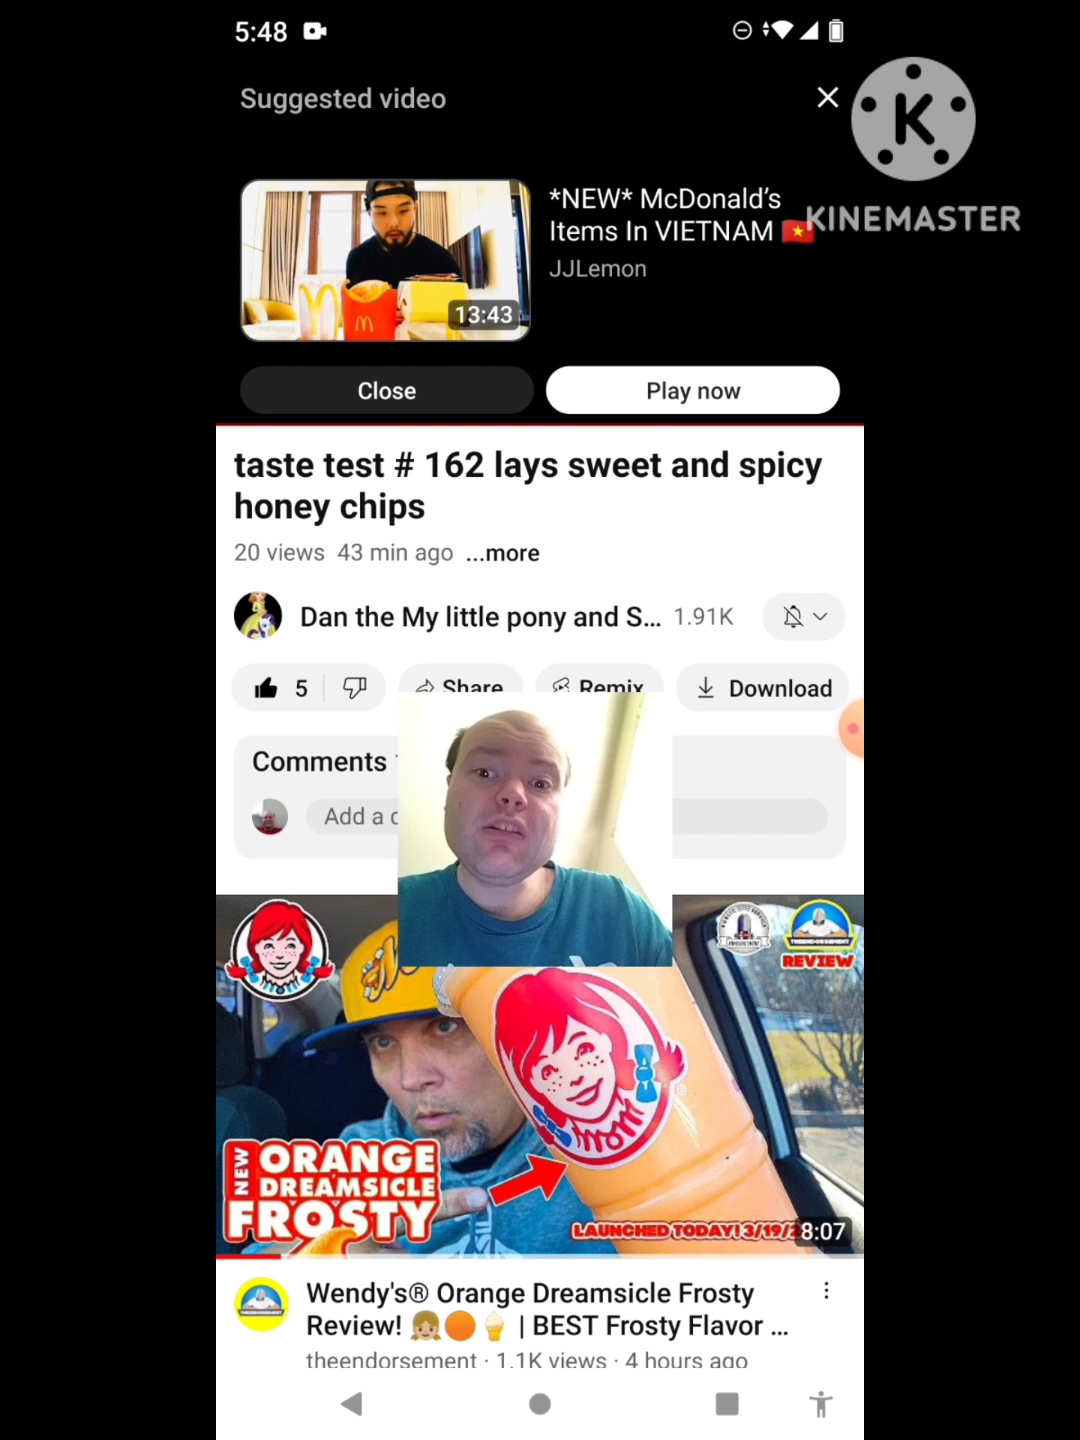 5:48
Suggested video
K
KINEMASTER
*NEW* McDonald's
Items In VIETNAM 🇻🇳
JJLemon
13:43
Close
Play now
taste test # 162 lays sweet and spicy
honey chips
20 views 43 min ago ...more
Dan the My little pony and S... 1.91K
5
Share
Remix
Download
Comments
Add a c
REVIEW
NEW
ORANGE
DREAMSICLE
FROSTY
LAUNCHED TODAY! 3/19/2
8:07
Wendy's® Orange Dreamsicle Frosty
Review! 👧🏼🟠🍦 | BEST Frosty Flavor ...
theendorsement · 1.1K views · 4 hours ago